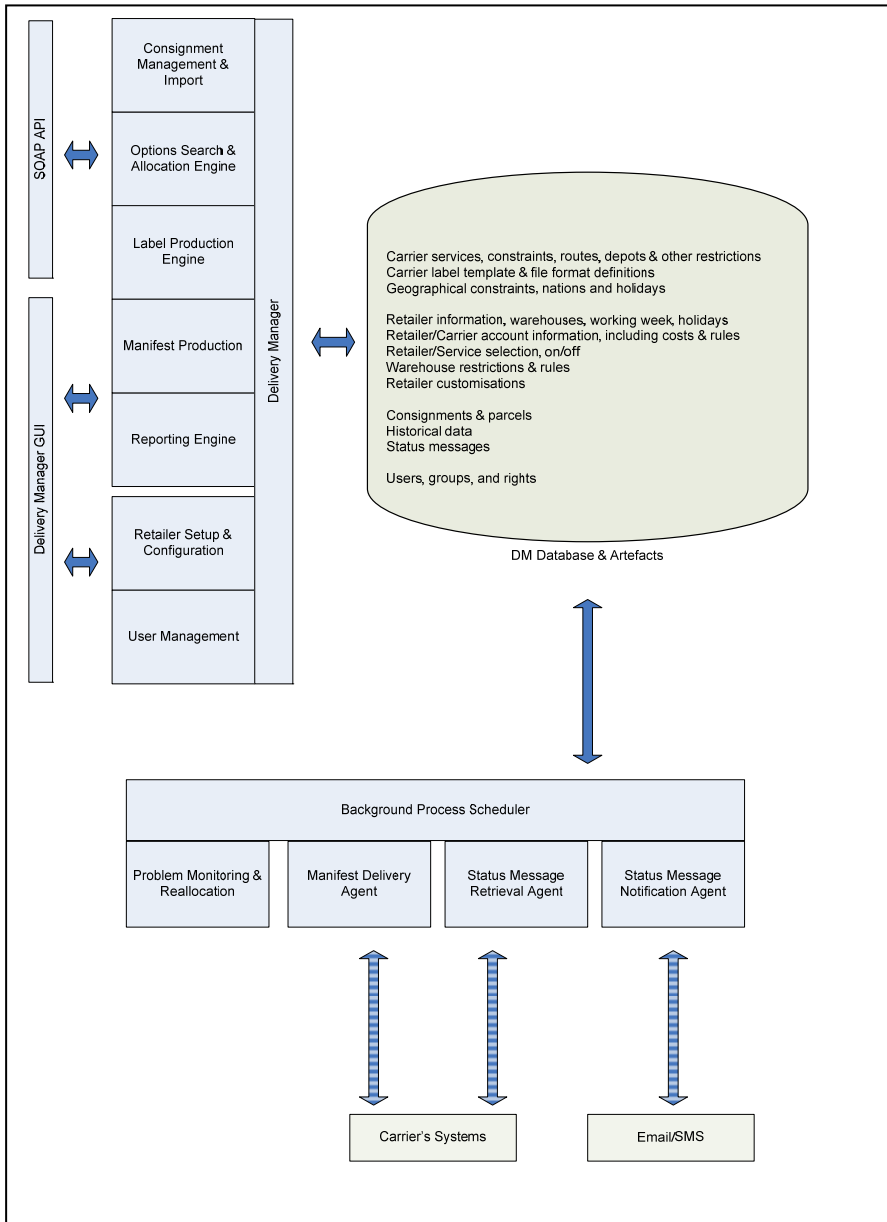 SOAP API
Delivery Manager GUI
Consignment
Management &
Import
Options Search &
Allocation Engine
Label Production
Engine
Manifest Production
Reporting Engine
Retailer Setup &
Configuration
User Management
Delivery Manager
Carrier services, constraints, routes, depots & other restrictions
Carrier label template & file format definitions
Geographical constraints, nations and holidays
Retailer information, warehouses, working week, holidays
Retailer/Carrier account information, including costs & rules
Retailer/Service selection, on/off
Warehouse restrictions & rules
Retailer customisations
Consignments & parcels
Historical data
Status messages
Users, groups, and rights
DM Database & Artefacts
Background Process Scheduler
Problem Monitoring &
Reallocation
Manifest Delivery
Agent
Status Message
Retrieval Agent
Status Message
Notification Agent
Carrier's Systems
Email/SMS